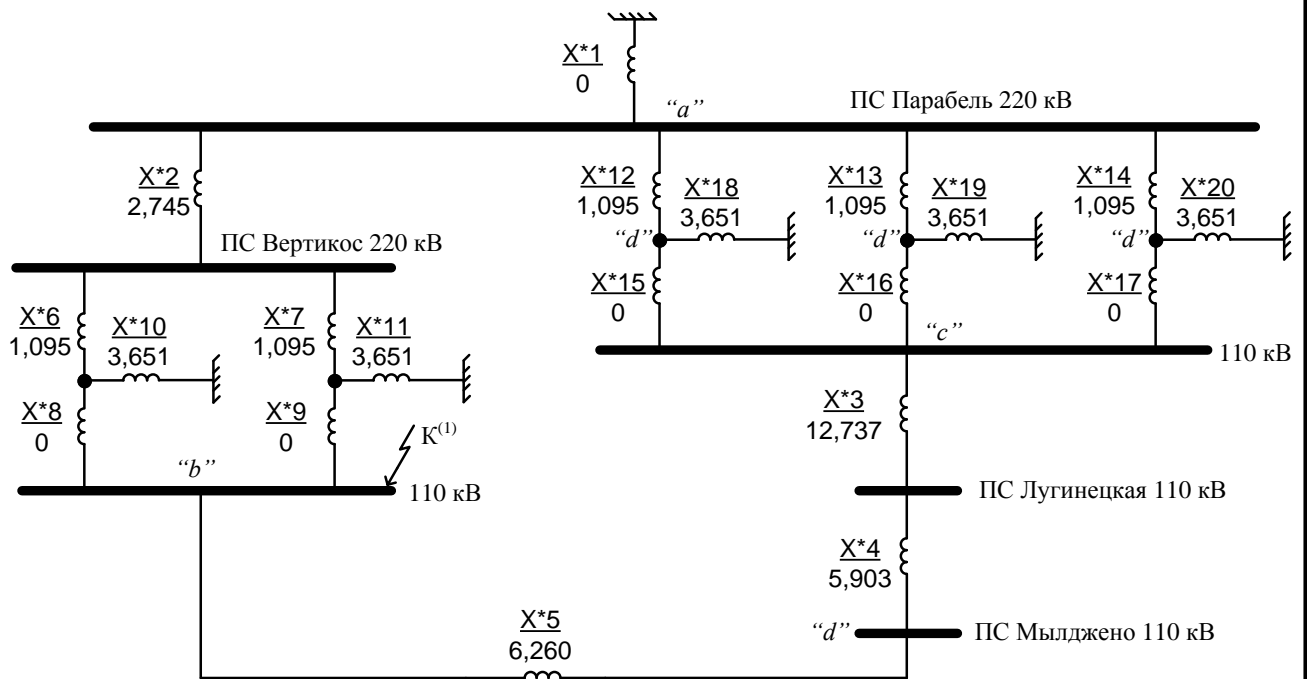 X*1
0
“a”
ПС Парабель 220 кВ
X*2
2,745
X*12
1,095
X*18
3,651
X*13
1,095
X*19
3,651
X*14
1,095
X*20
3,651
“d”
“d”
“d”
ПС Вертикос 220 кВ
X*15
0
X*16
0
X*17
0
X*6
1,095
X*10
3,651
X*7
1,095
X*11
3,651
“c”
110 кВ
X*8
0
X*9
0
X*3
12,737
К(1)
“b”
110 кВ
ПС Лугинецкая 110 кВ
X*4
5,903
X*5
6,260
“d”
ПС Мылджено 110 кВ